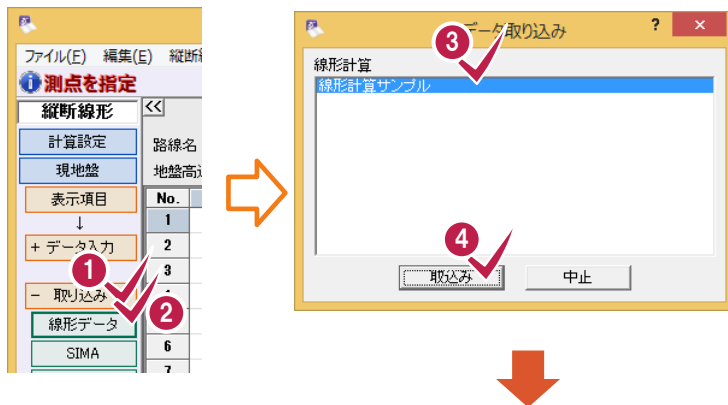 ファイル(F) 編集(E) 縦断
測点を指定
縦断線形
<<
計算設定
路線名
現地盤
地盤高
表示項目
No.
↓
1
+ データ入力
2
3
1
- 取り込み
線形データ
2
6
SIMA
7
データ取り込み ? ×
3
線形計算
線形計算サンプル
4
取込み 中止